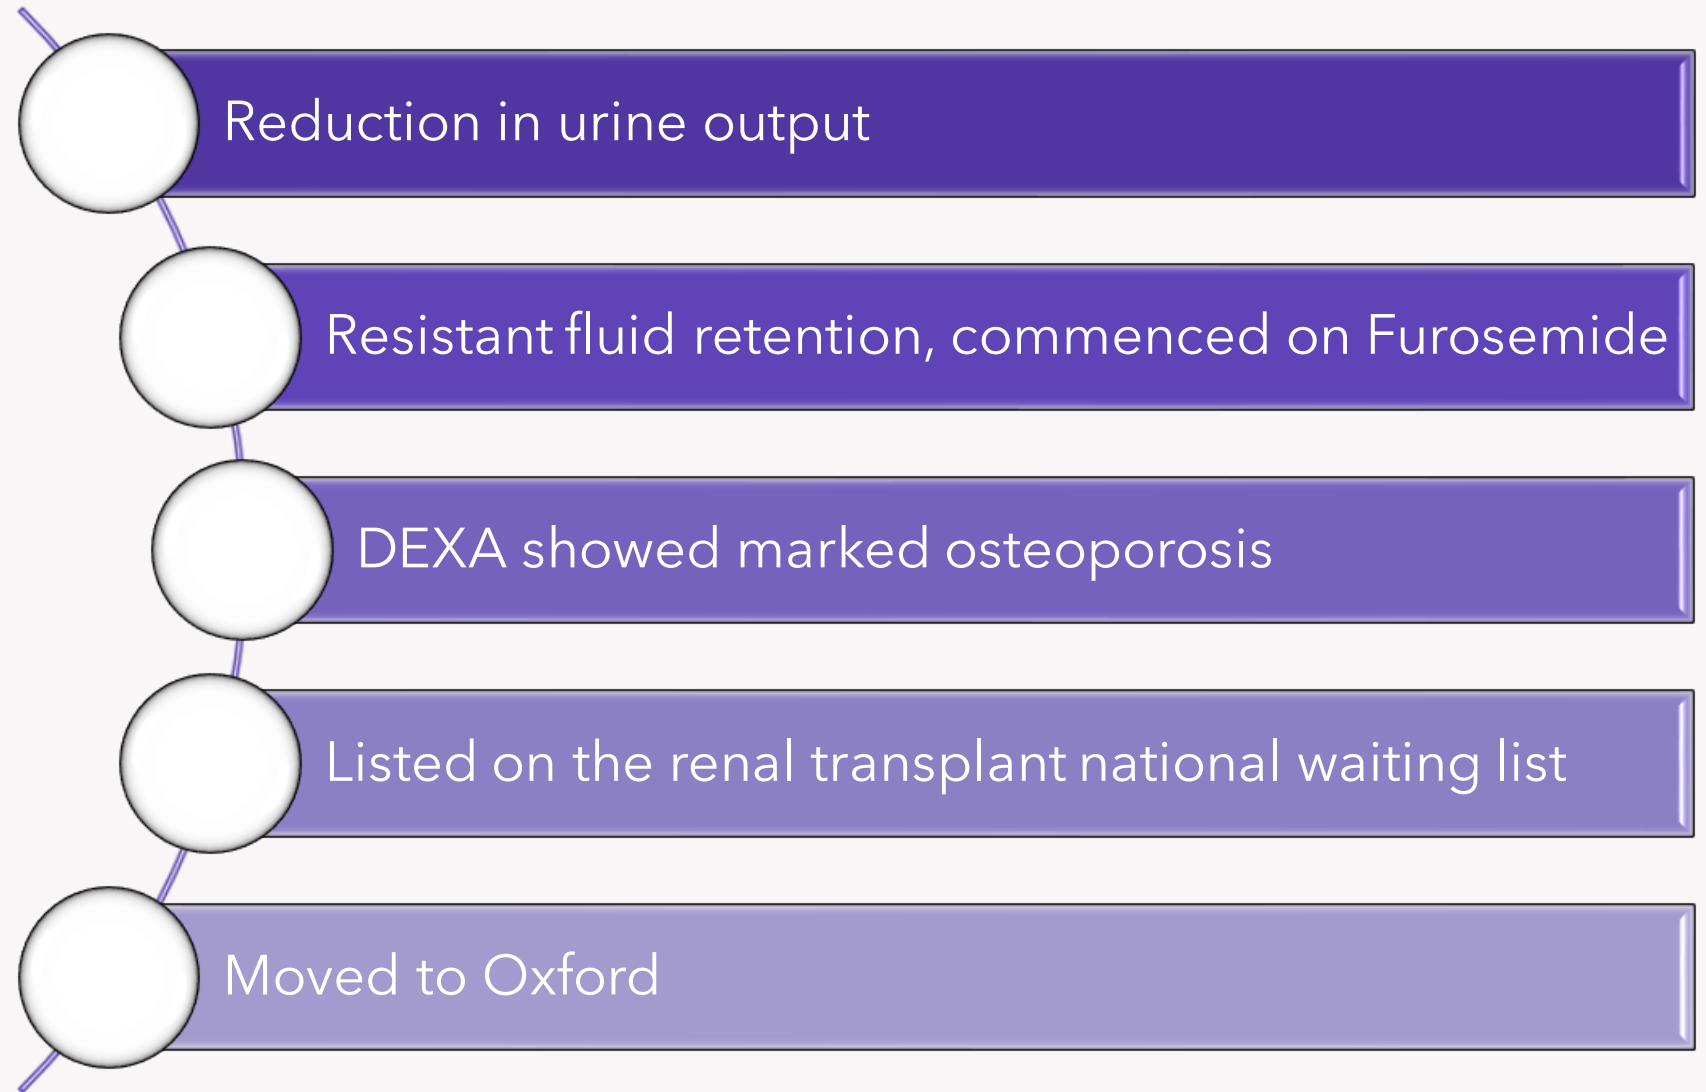 Reduction in urine output
Resistant fluid retention, commenced on Furosemide
DEXA showed marked osteoporosis
Listed on the renal transplant national waiting list
Moved to Oxford